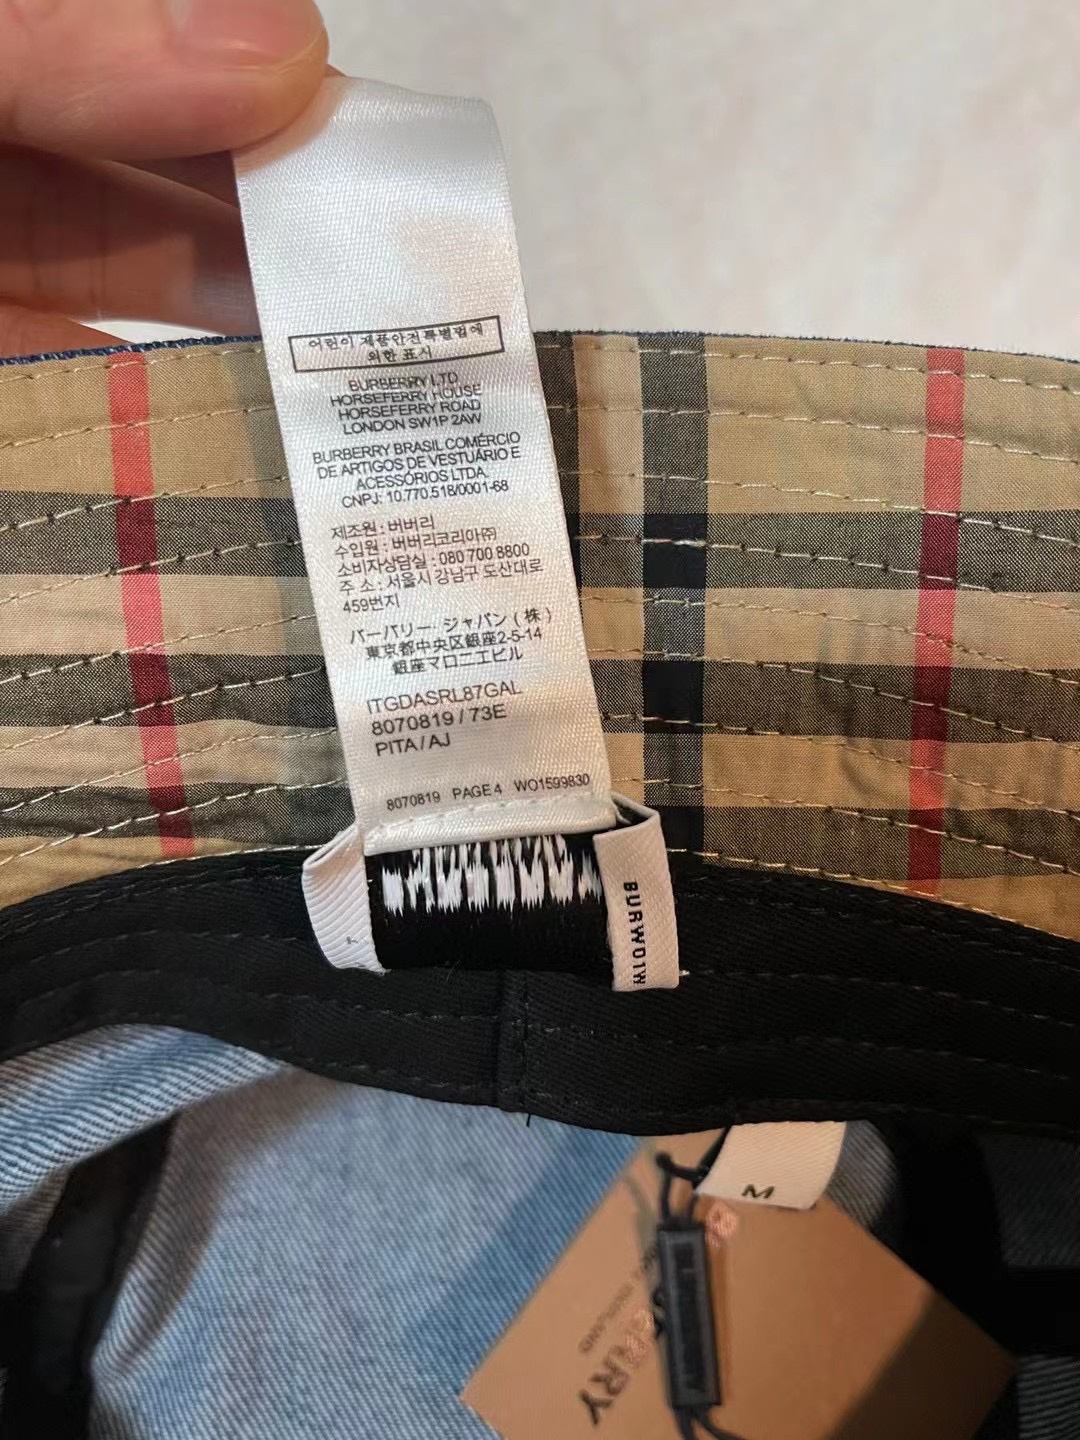 어린이 제품안전특별법에
의한 표시
BURBERRY LTD
HORSEFERRY HOUSE
HORSEFERRY ROAD
LONDON SW1P 2AW
BURBERRY BRASIL COMÉRCIO
DE ARTIGOS DE VESTUÁRIO E
ACESSÓRIOS LTDA.
CNPJ: 10.770.518/0001-68
제조원 : 버버리
수입원 : 버버리코리아㈜
소비자상담실 : 080 700 8800
주 소 : 서울시 강남구 도산대로
459번지
バーバリー・ジャパン(株)
東京都中央区銀座2-5-14
銀座マロニエビル
ITGDASRL87GAL
8070819 / 73E
PITA / AJ
8070819 PAGE 4 WO1599830
BURW01W
M